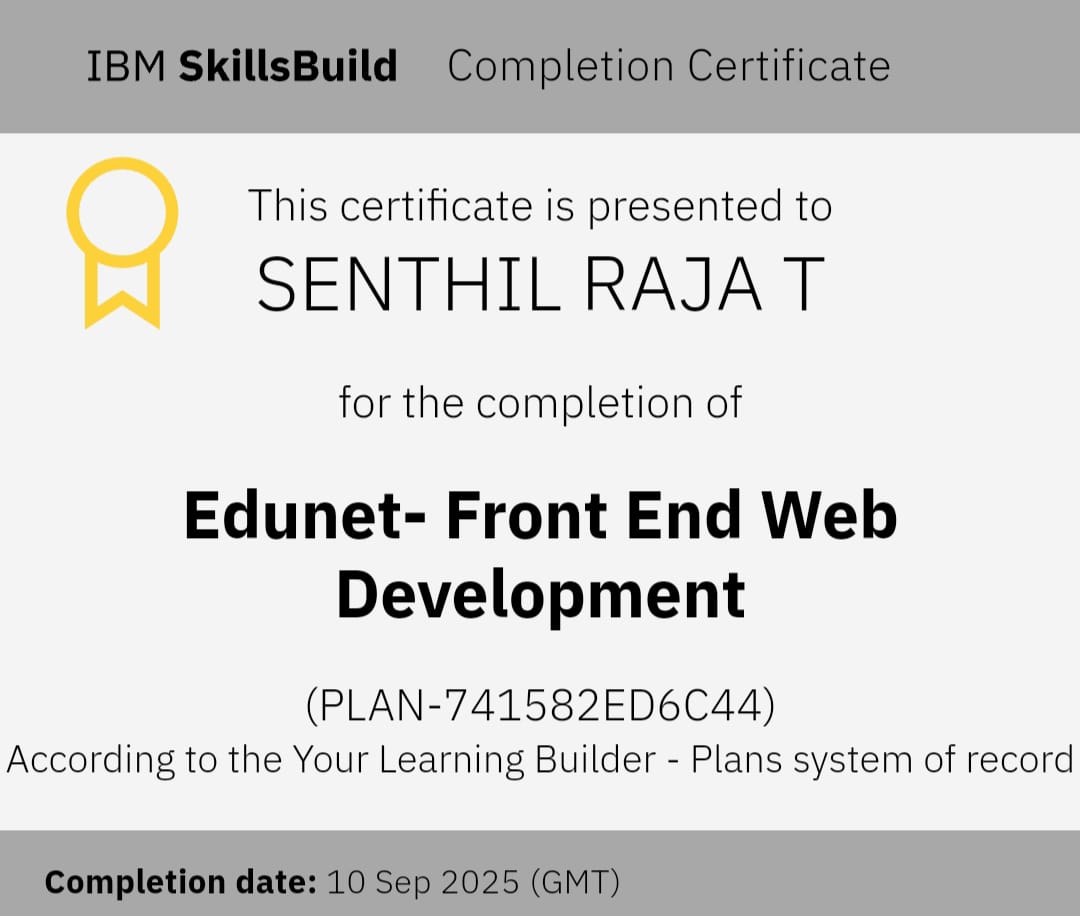 IBM SkillsBuild Completion Certificate
This certificate is presented to
SENTHIL RAJA T
for the completion of
Edunet- Front End Web
Development
(PLAN-741582ED6C44)
According to the Your Learning Builder - Plans system of record
Completion date: 10 Sep 2025 (GMT)